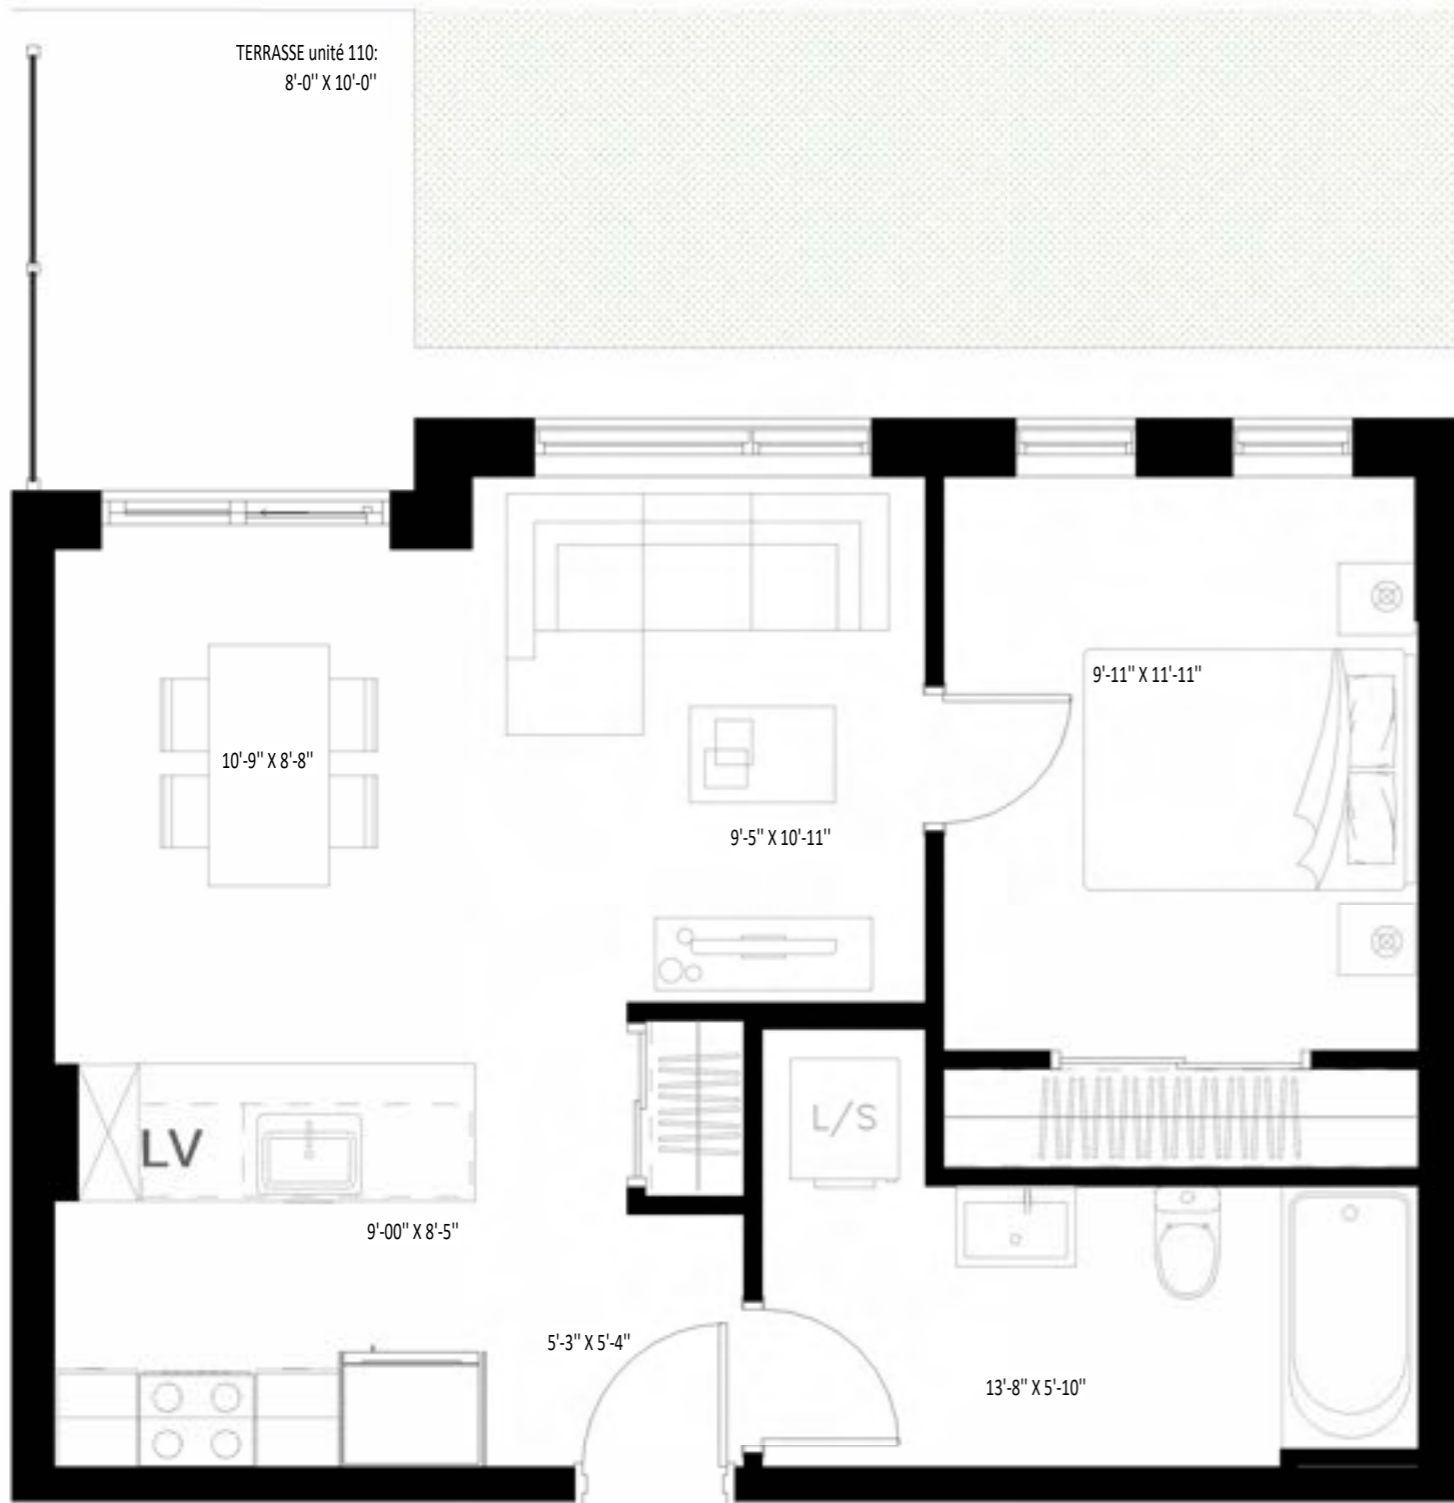 TERRASSE unité 110:
8'-0" X 10'-0"
9'-11" X 11'-11"
10'-9" X 8'-8"
9'-5" X 10'-11"
L/S
LV
9'-00" X 8'-5"
5'-3" X 5'-4"
13'-8" X 5'-10"